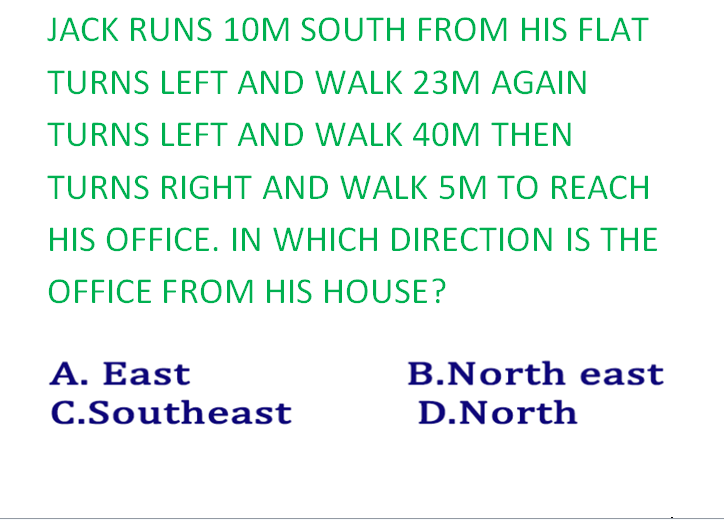 JACK RUNS 10M SOUTH FROM HIS FLAT
TURNS LEFT AND WALK 23M AGAIN
TURNS LEFT AND WALK 40M THEN
TURNS RIGHT AND WALK 5M TO REACH
HIS OFFICE. IN WHICH DIRECTION IS THE
OFFICE FROM HIS HOUSE?
A. East B.North east
C.Southeast D.North